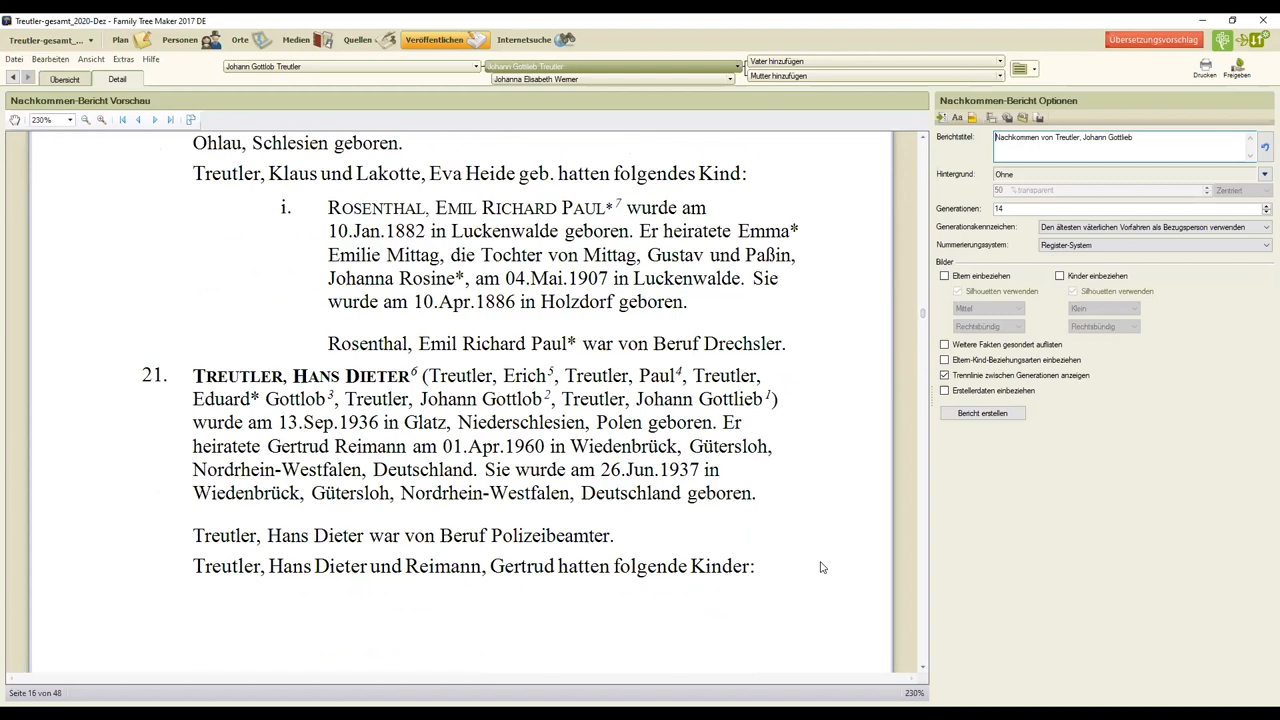 Treutler-gesamt_2020-Dez - Family Tree Maker 2017 DE
Treutler-gesamt_... Plan Personen Orte Medien Quellen Veröffentlichen Internetsuche Übersetzungsvorschlag
Datei Bearbeiten Ansicht Extras Hilfe
Johann Gottlob Treutler Johann Gottlieb Treutler Vater hinzufügen
Johanna Elisabeth Werner Mutter hinzufügen
Drucken Freigeben
Übersicht Detail
Nachkommen-Bericht Vorschau
230%
Ohlau, Schlesien geboren.
Treutler, Klaus und Lakotte, Eva Heide geb. hatten folgendes Kind:
i. ROSENTHAL, EMIL RICHARD PAUL*7 wurde am
10.Jan.1882 in Luckenwalde geboren. Er heiratete Emma*
Emilie Mittag, die Tochter von Mittag, Gustav und Paßin,
Johanna Rosine*, am 04.Mai.1907 in Luckenwalde. Sie
wurde am 10.Apr.1886 in Holzdorf geboren.
Rosenthal, Emil Richard Paul* war von Beruf Drechsler.
21. TREUTLER, HANS DIETER6 (Treutler, Erich5, Treutler, Paul4, Treutler,
Eduard* Gottlob3, Treutler, Johann Gottlob2, Treutler, Johann Gottlieb1)
wurde am 13.Sep.1936 in Glatz, Niederschlesien, Polen geboren. Er
heiratete Gertrud Reimann am 01.Apr.1960 in Wiedenbrück, Gütersloh,
Nordrhein-Westfalen, Deutschland. Sie wurde am 26.Jun.1937 in
Wiedenbrück, Gütersloh, Nordrhein-Westfalen, Deutschland geboren.
Treutler, Hans Dieter war von Beruf Polizeibeamter.
Treutler, Hans Dieter und Reimann, Gertrud hatten folgende Kinder:
Seite 16 von 48
230%
Nachkommen-Bericht Optionen
Aa
Berichtstitel: Nachkommen von Treutler, Johann Gottlieb
Hintergrund: Ohne
50 % transparent Zentriert
Generationen: 14
Generationskennzeichen: Den ältesten väterlichen Vorfahren als Bezugsperson verwenden
Nummerierungssystem: Register-System
Bilder
Eltern einbeziehen Kinder einbeziehen
Silhouetten verwenden Silhouetten verwenden
Mittel Klein
Rechtsbündig Rechtsbündig
Weitere Fakten gesondert auflisten
Eltern-Kind-Beziehungsarten einbeziehen
Trennlinie zwischen Generationen anzeigen
Erstellerdaten einbeziehen
Bericht erstellen